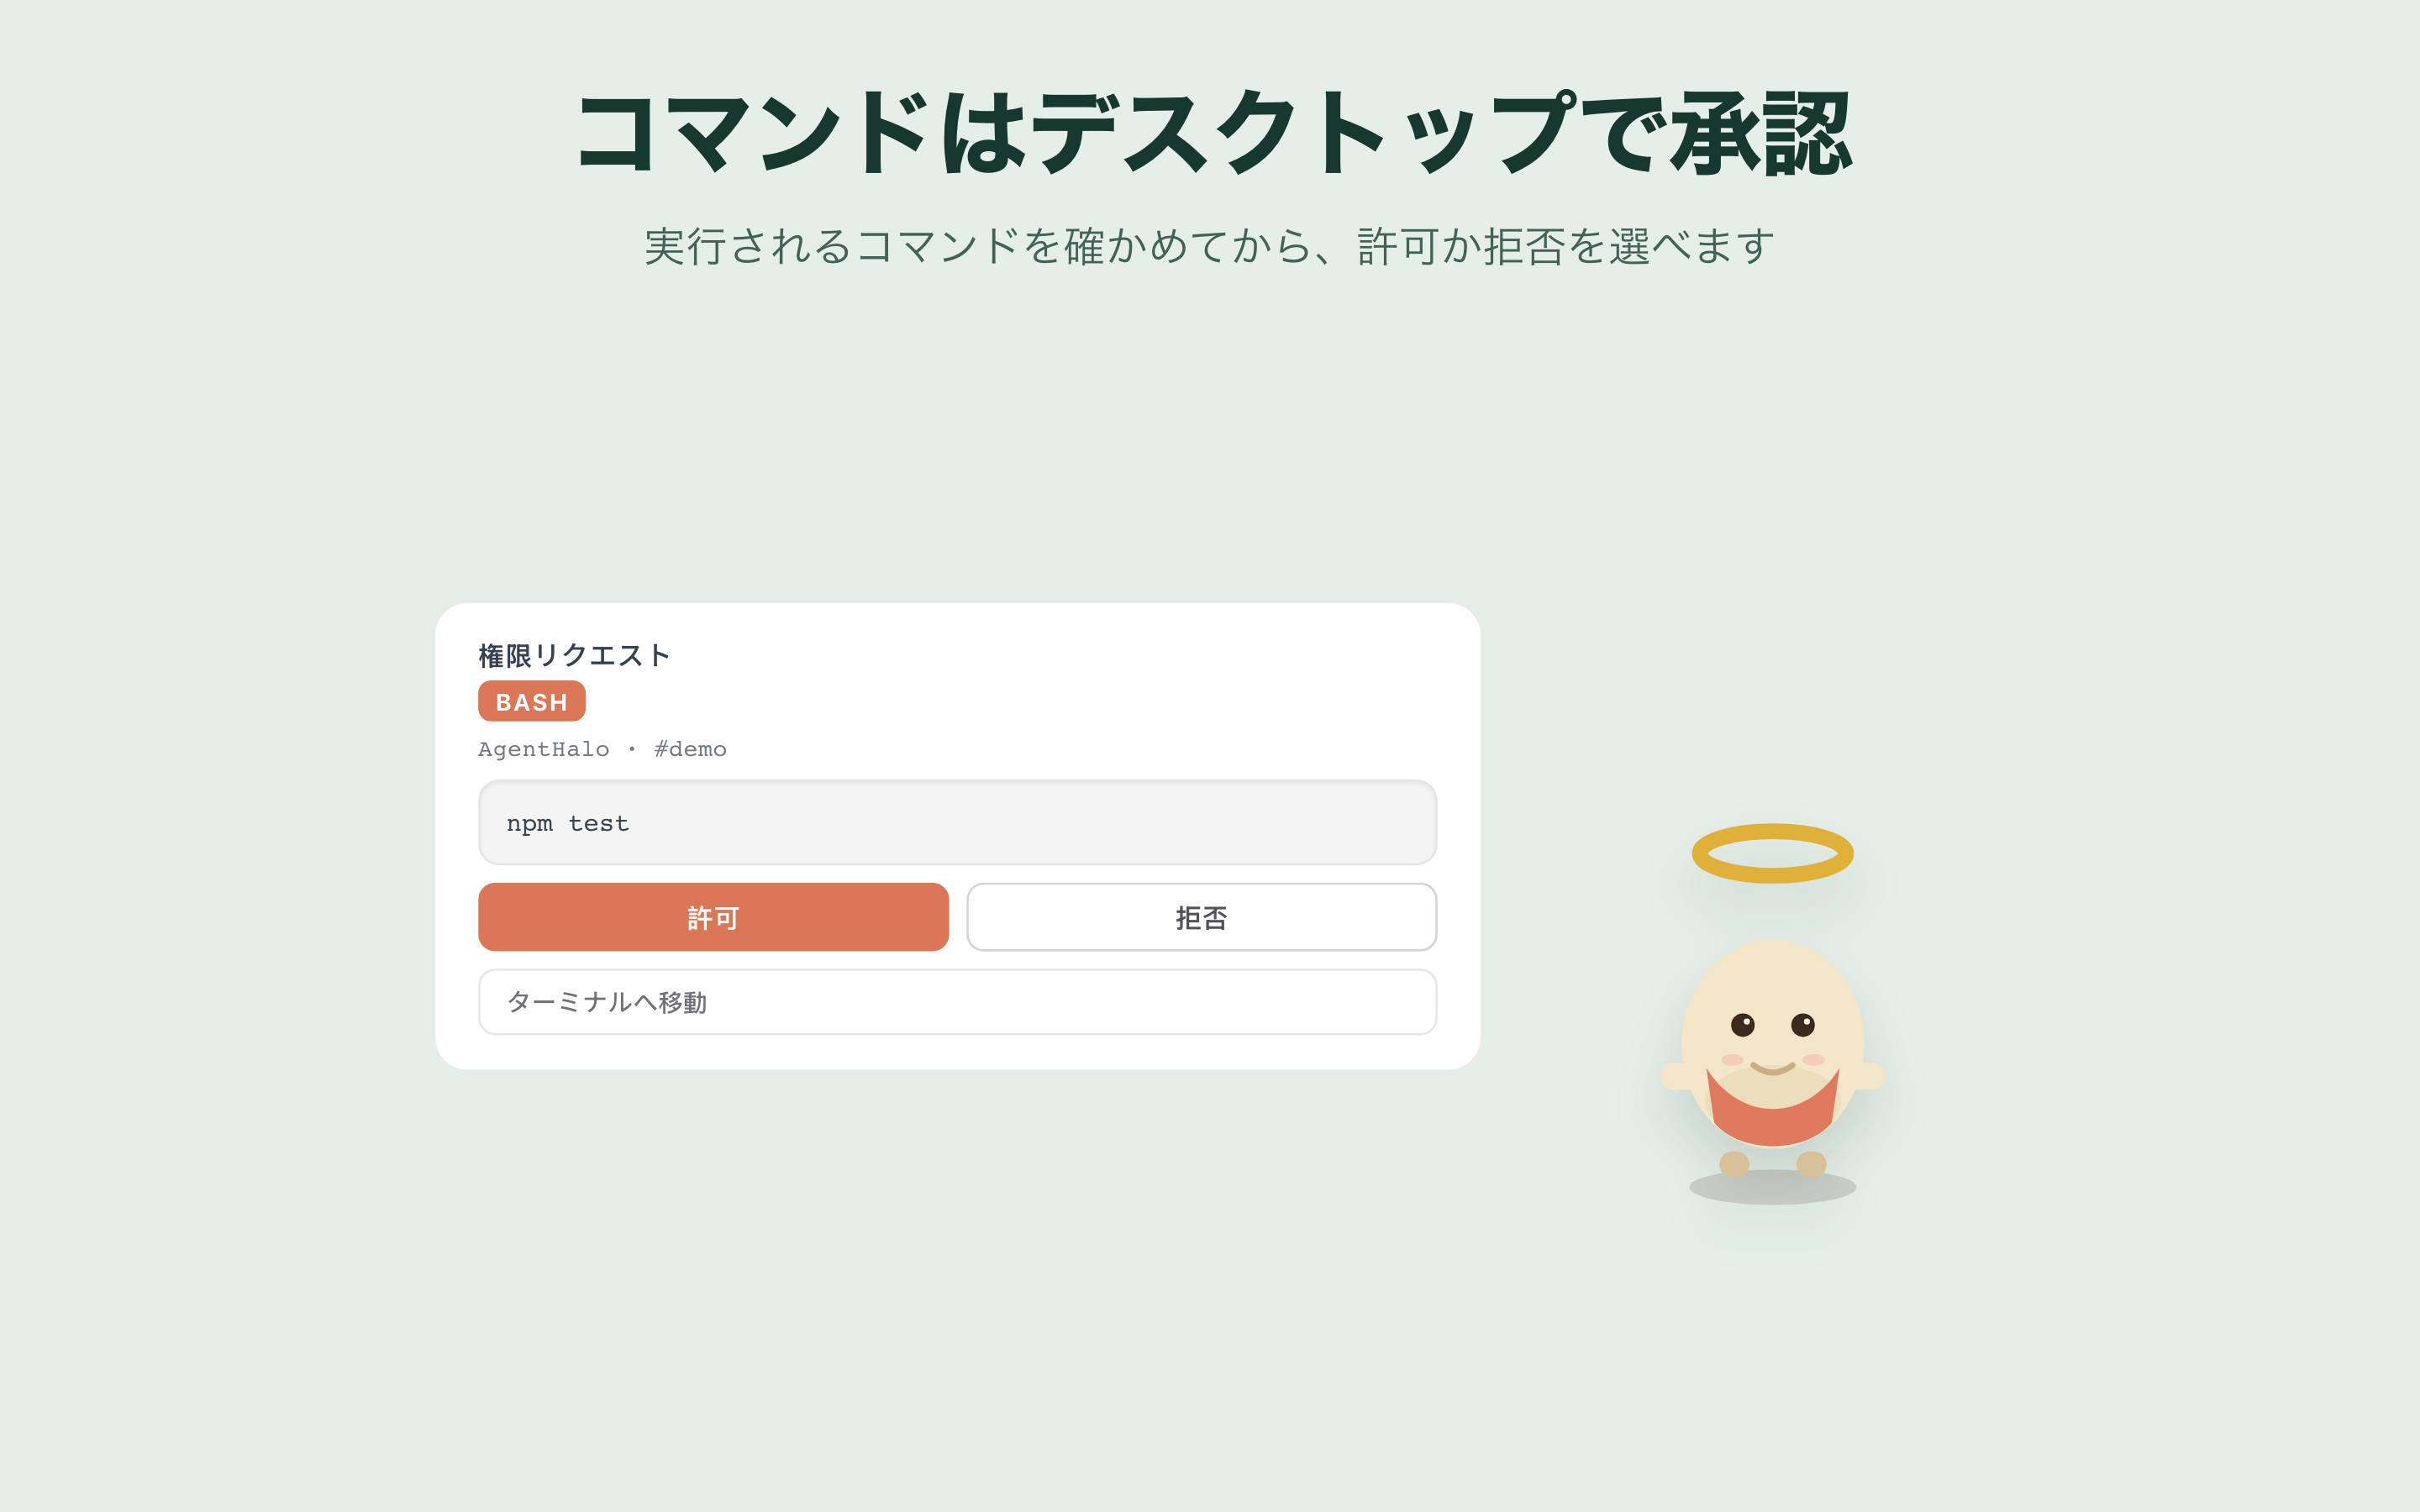 コマンドはデスクトップで承認
実行されるコマンドを確かめてから、許可か拒否を選べます
権限リクエスト
BASH
AgentHalo · #demo
npm test
許可
拒否
ターミナルへ移動